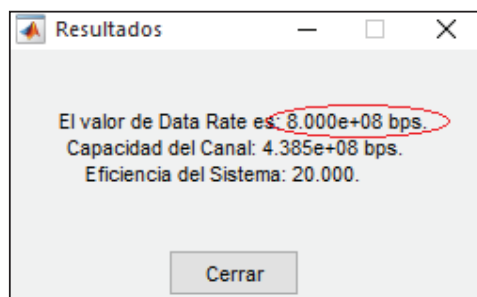 Resultados
El valor de Data Rate es: 8.000e+08 bps.
Capacidad del Canal: 4.385e+08 bps.
Eficiencia del Sistema: 20.000.
Cerrar